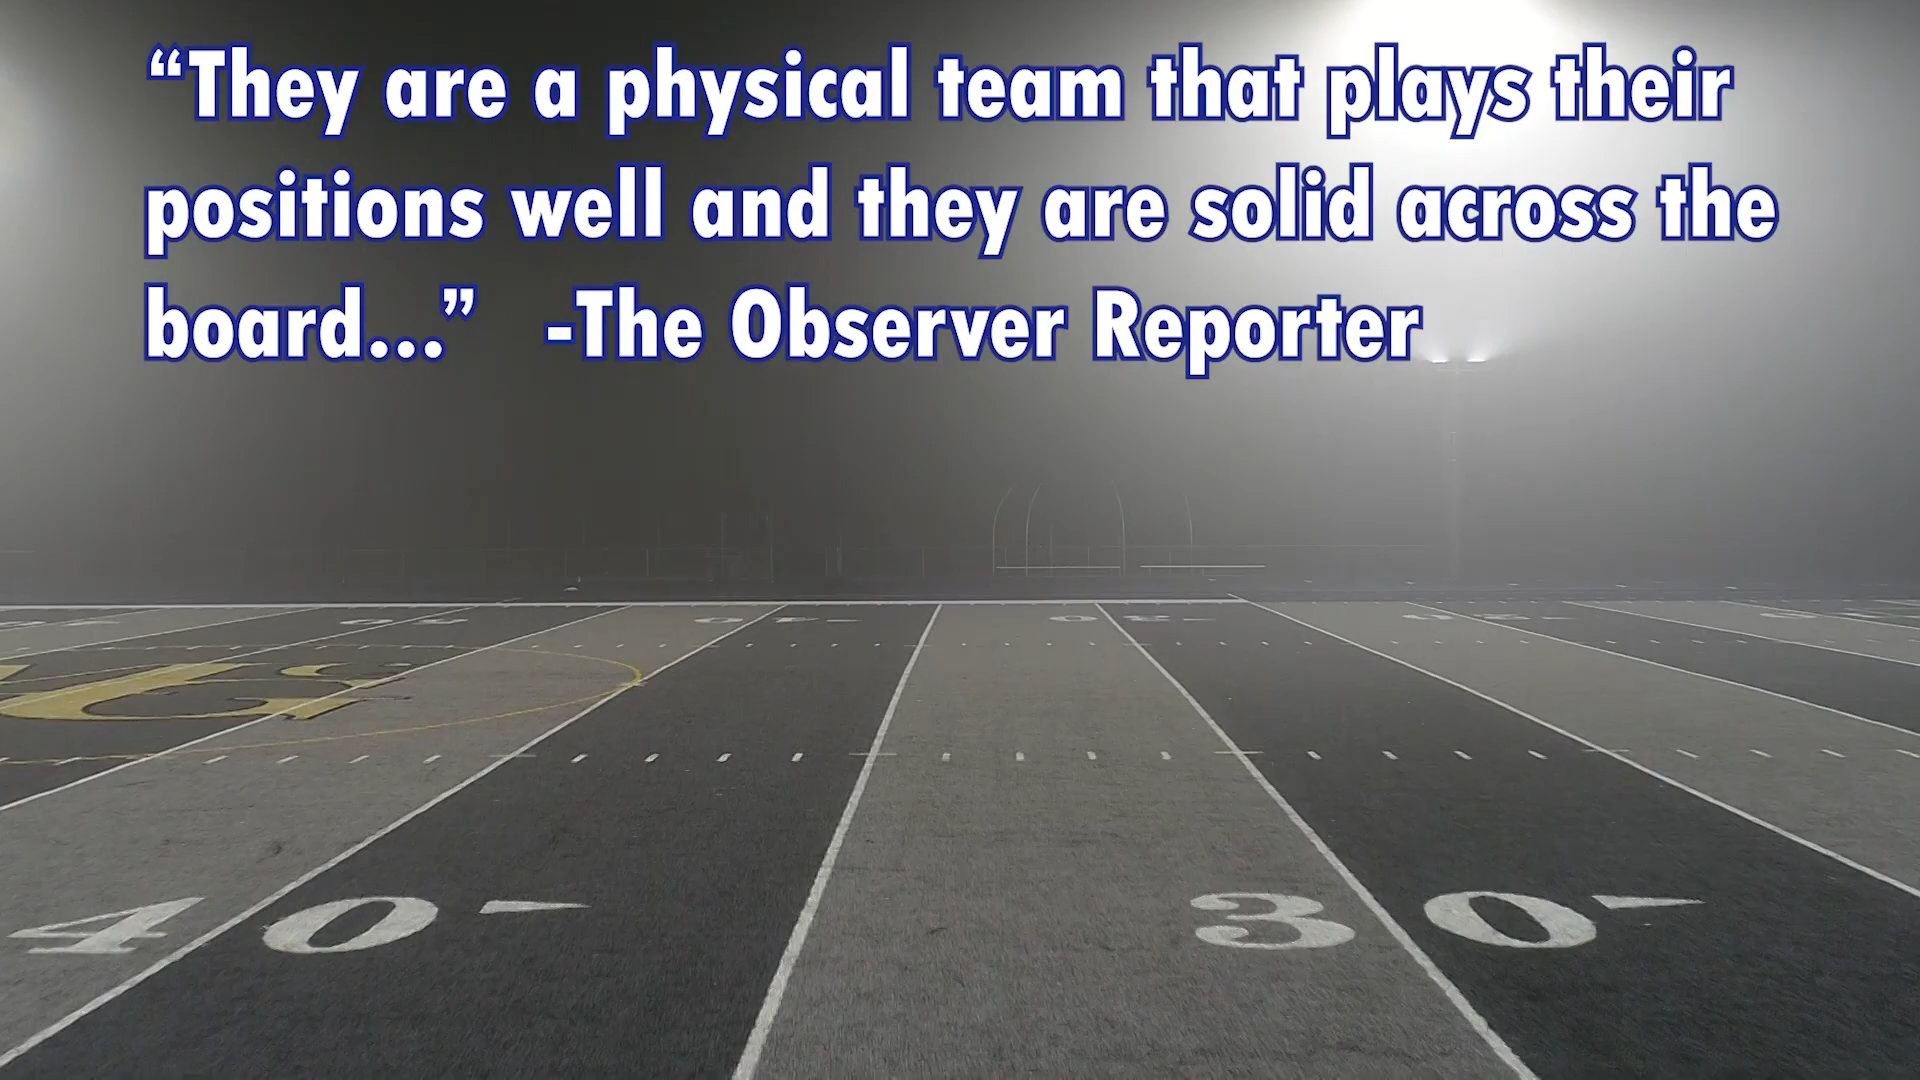 “They are a physical team that plays their
positions well and they are solid across the
board...”   -The Observer Reporter
40
30